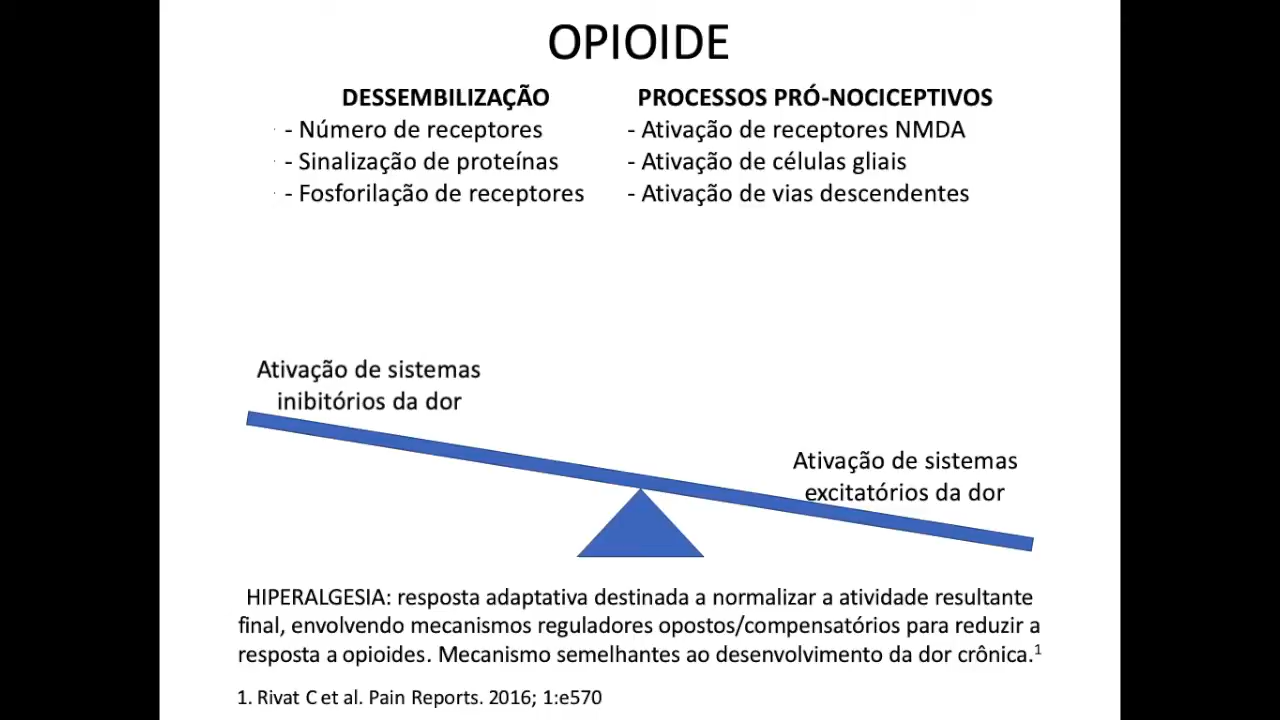 OPIOIDE
DESSEMBILIZAÇÃO
- Número de receptores
- Sinalização de proteínas
- Fosforilação de receptores
PROCESSOS PRÓ-NOCICEPTIVOS
- Ativação de receptores NMDA
- Ativação de células gliais
- Ativação de vias descendentes
Ativação de sistemas
inibitórios da dor
Ativação de sistemas
excitatórios da dor
HIPERALGESIA: resposta adaptativa destinada a normalizar a atividade resultante
final, envolvendo mecanismos reguladores opostos/compensatórios para reduzir a
resposta a opioides. Mecanismo semelhantes ao desenvolvimento da dor crônica.¹
1. Rivat C et al. Pain Reports. 2016; 1:e570